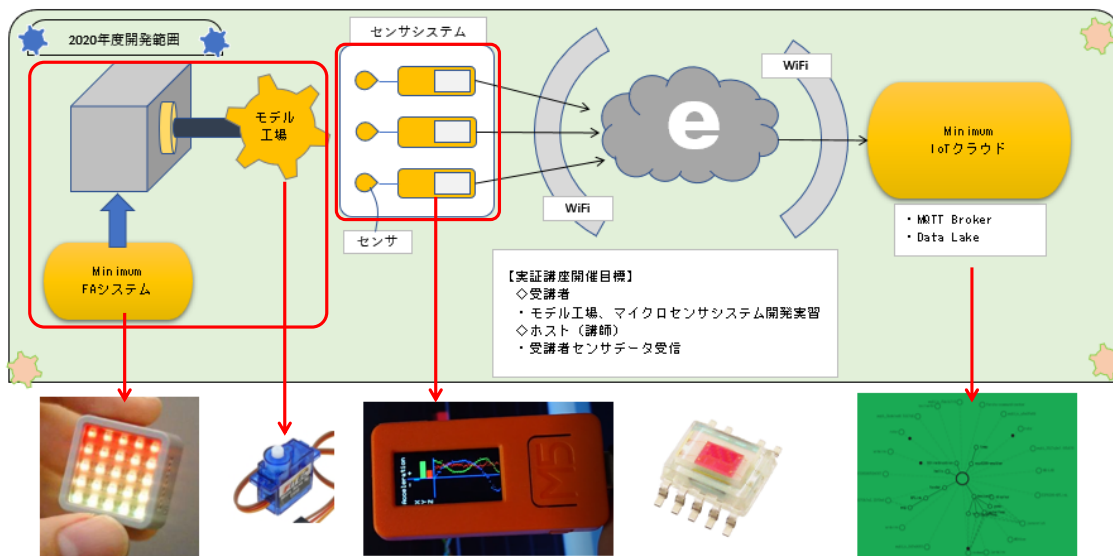 2020年度開発範囲
センサシステム
モデル
工場
Minimum
FAシステム
センサ
WiFi
e
WiFi
Minimum
IoTクラウド
・MQTT Broker
・Data Lake
【実証講座開催目標】
◇受講者
・モデル工場、マイクロセンサシステム開発実習
◇ホスト（講師）
・受講者センサデータ受信
Acceleration
X
Y
Z
M5